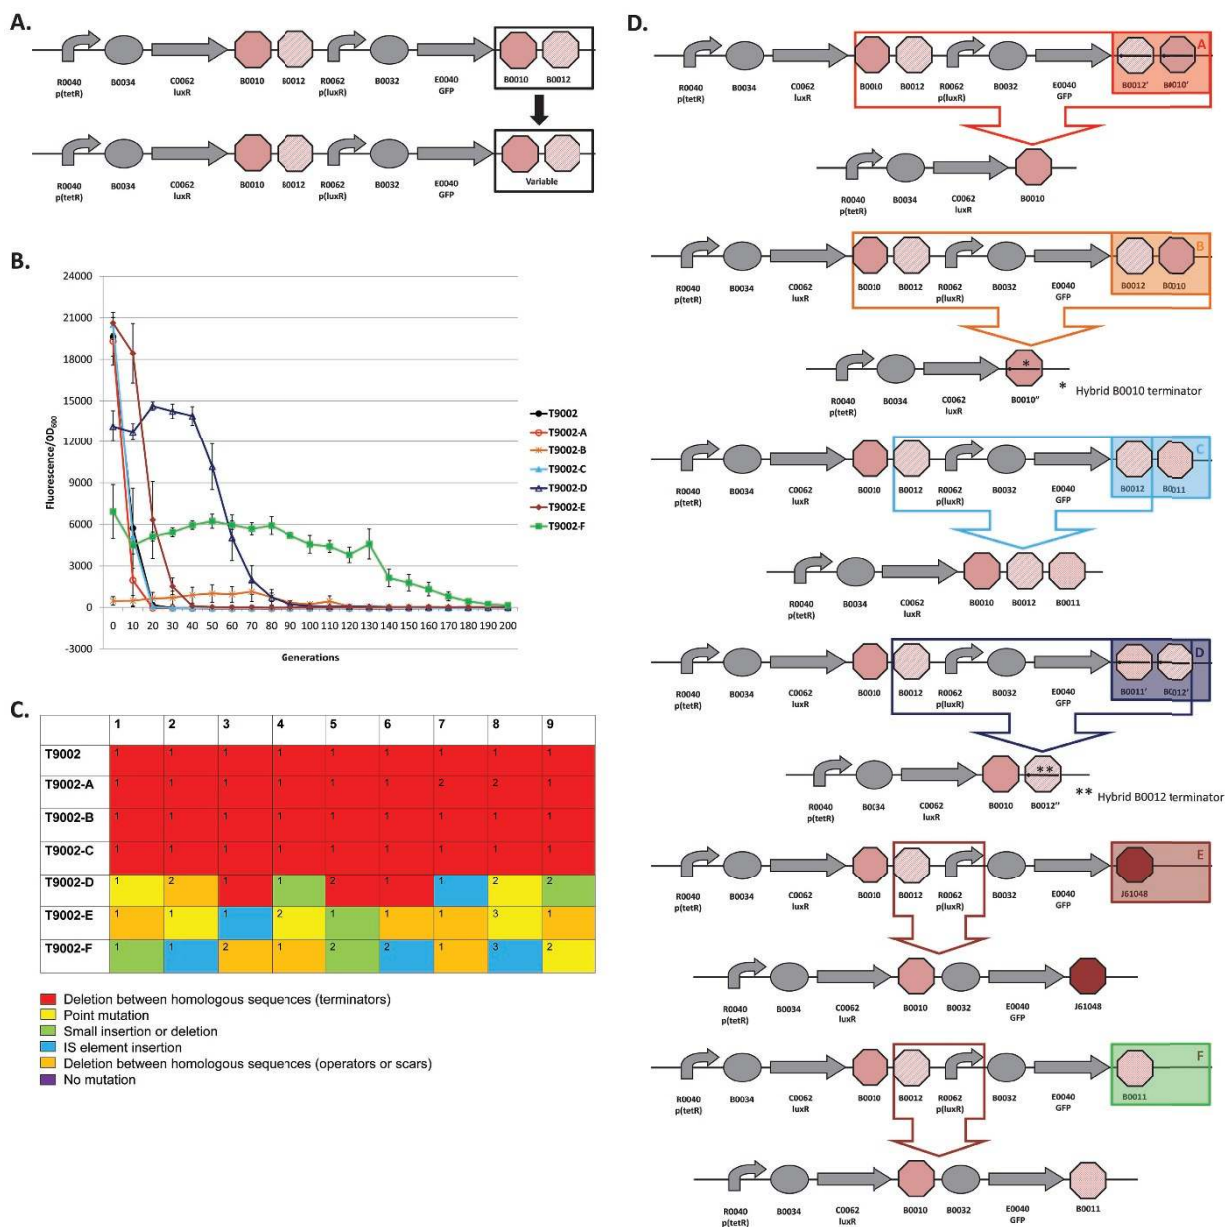 A.
R0040 B0034 C0062 B0010 B0012 R0062 B0032 E0040 B0010 B0012
p(tetR) luxR p(luxR) GFP
R0040 B0034 C0062 B0010 B0012 R0062 B0032 E0040 Variable
p(tetR) luxR p(luxR) GFP
B.
24000
21000
18000
15000
12000
9000
6000
3000
0
-3000
Fluorescence/OD600
0 10 20 30 40 50 60 70 80 90 100 110 120 130 140 150 160 170 180 190 200
Generations
T9002
T9002-A
T9002-B
T9002-C
T9002-D
T9002-E
T9002-F
C.
1 2 3 4 5 6 7 8 9
T9002 1 1 1 1 1 1 1 1 1
T9002-A 1 1 1 1 1 1 2 2 1
T9002-B 1 1 1 1 1 1 1 1 1
T9002-C 1 1 1 1 1 1 1 1 1
T9002-D 1 2 1 1 2 1 1 2 2
T9002-E 1 1 1 2 1 1 1 3 1
T9002-F 1 1 2 1 2 2 1 3 2
Deletion between homologous sequences (terminators)
Point mutation
Small insertion or deletion
IS element insertion
Deletion between homologous sequences (operators or scars)
No mutation
D.
A
R0040 B0034 C0062 B0010 B0012 R0062 B0032 E0040 B0012' B0010'
p(tetR) luxR p(luxR) GFP
R0040 B0034 C0062 B0010
p(tetR) luxR
B
R0040 B0034 C0062 B0010 B0012 R0062 B0032 E0040 B0012 B0010
p(tetR) luxR p(luxR) GFP
*
R0040 B0034 C0062 B0010"
p(tetR) luxR
* Hybrid B0010 terminator
C
R0040 B0034 C0062 B0010 B0012 R0062 B0032 E0040 B0012 B0011
p(tetR) luxR p(luxR) GFP
R0040 B0034 C0062 B0010 B0012 B0011
p(tetR) luxR
D
R0040 B0034 C0062 B0010 B0012 R0062 B0032 E0040 B0011' B0012'
p(tetR) luxR p(luxR) GFP
**
R0040 B0034 C0062 B0010 B0012"
p(tetR) luxR
** Hybrid B0012 terminator
E
R0040 B0034 C0062 B0010 B0012 R0062 B0032 E0040 J61048
p(tetR) luxR p(luxR) GFP
R0040 B0034 C0062 B0010 B0032 E0040 J61048
p(tetR) luxR GFP
F
R0040 B0034 C0062 B0010 B0012 R0062 B0032 E0040 B0011
p(tetR) luxR p(luxR) GFP
R0040 B0034 C0062 B0010 B0032 E0040 B0011
p(tetR) luxR GFP